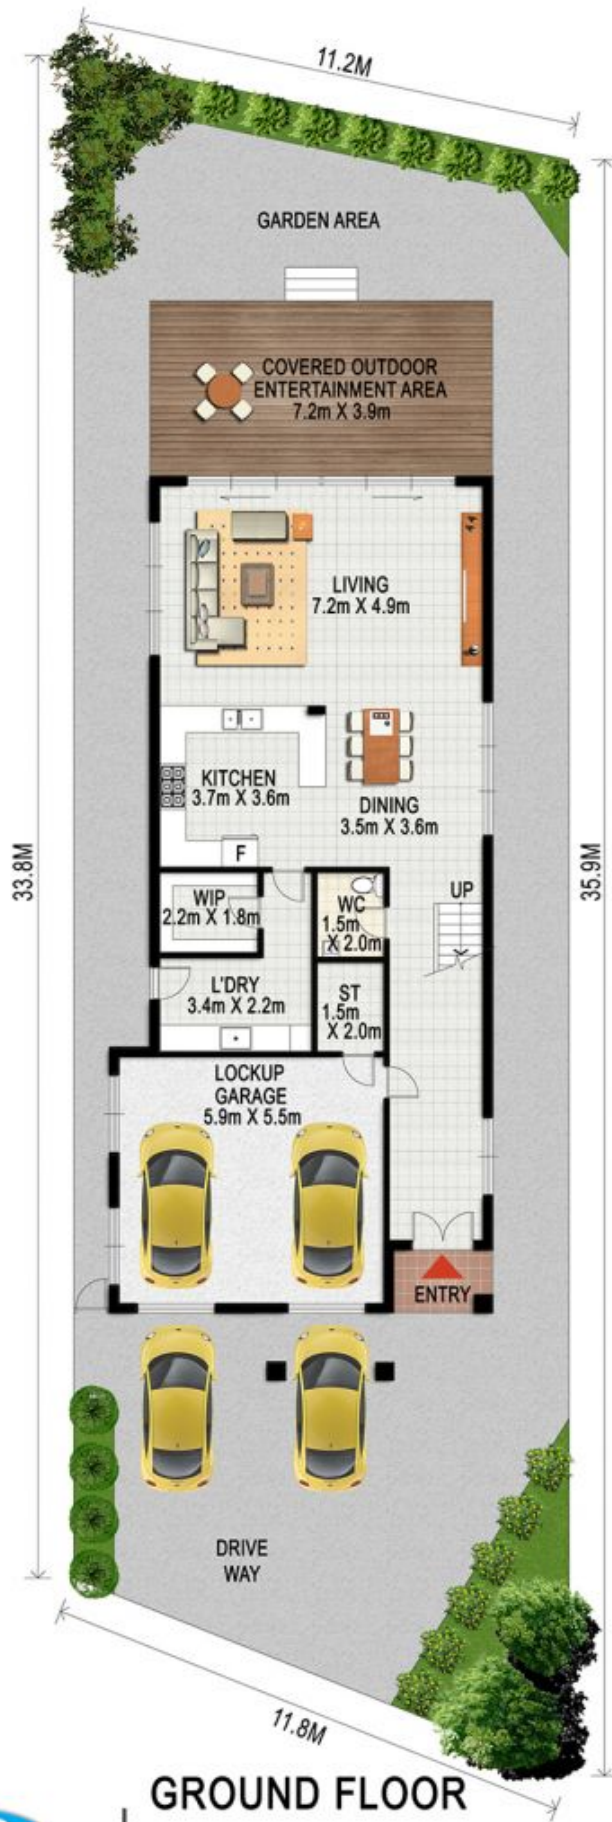 11.2M
GARDEN AREA
COVERED OUTDOOR
ENTERTAINMENT AREA
7.2m X 3.9m
LIVING
7.2m X 4.9m
KITCHEN
3.7m X 3.6m
DINING
3.5m X 3.6m
F
33.8M
35.9M
WIP
2.2m X 1.8m
WC
1.5m
X 2.0m
UP
L'DRY
3.4m X 2.2m
ST
1.5m
X 2.0m
LOCKUP
GARAGE
5.9m X 5.5m
ENTRY
DRIVE
WAY
11.8M
GROUND FLOOR